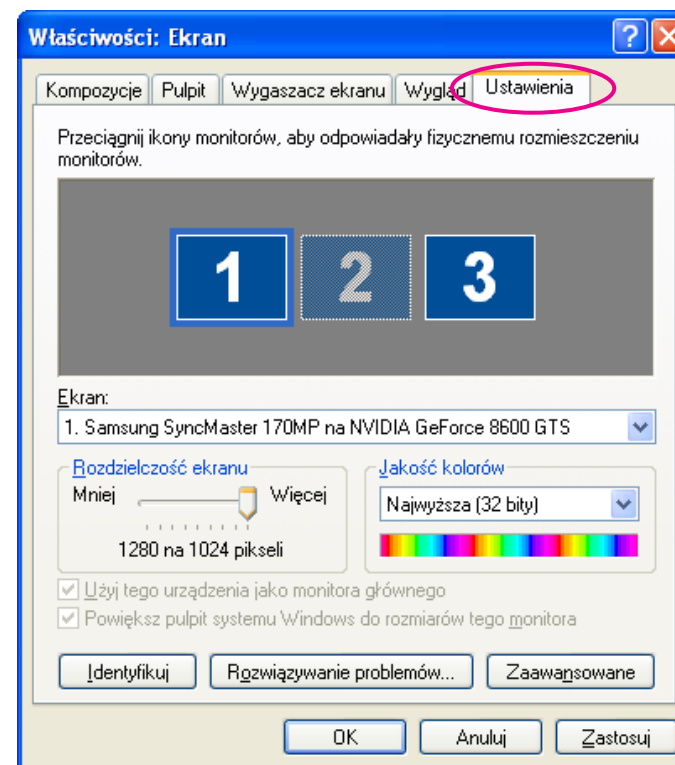 Właściwości: Ekran
Kompozycje Pulpit Wygaszacz ekranu Wygląd Ustawienia
Przeciągnij ikony monitorów, aby odpowiadały fizycznemu rozmieszczeniu
monitorów.
1 2 3
Ekran:
1. Samsung SyncMaster 170MP na NVIDIA GeForce 8600 GTS
Rozdzielczość ekranu
Mniej Więcej
1280 na 1024 pikseli
Jakość kolorów
Najwyższa (32 bity)
Użyj tego urządzenia jako monitora głównego
Powiększ pulpit systemu Windows do rozmiarów tego monitora
Identyfikuj Rozwiązywanie problemów... Zaawansowane
OK Anuluj Zastosuj